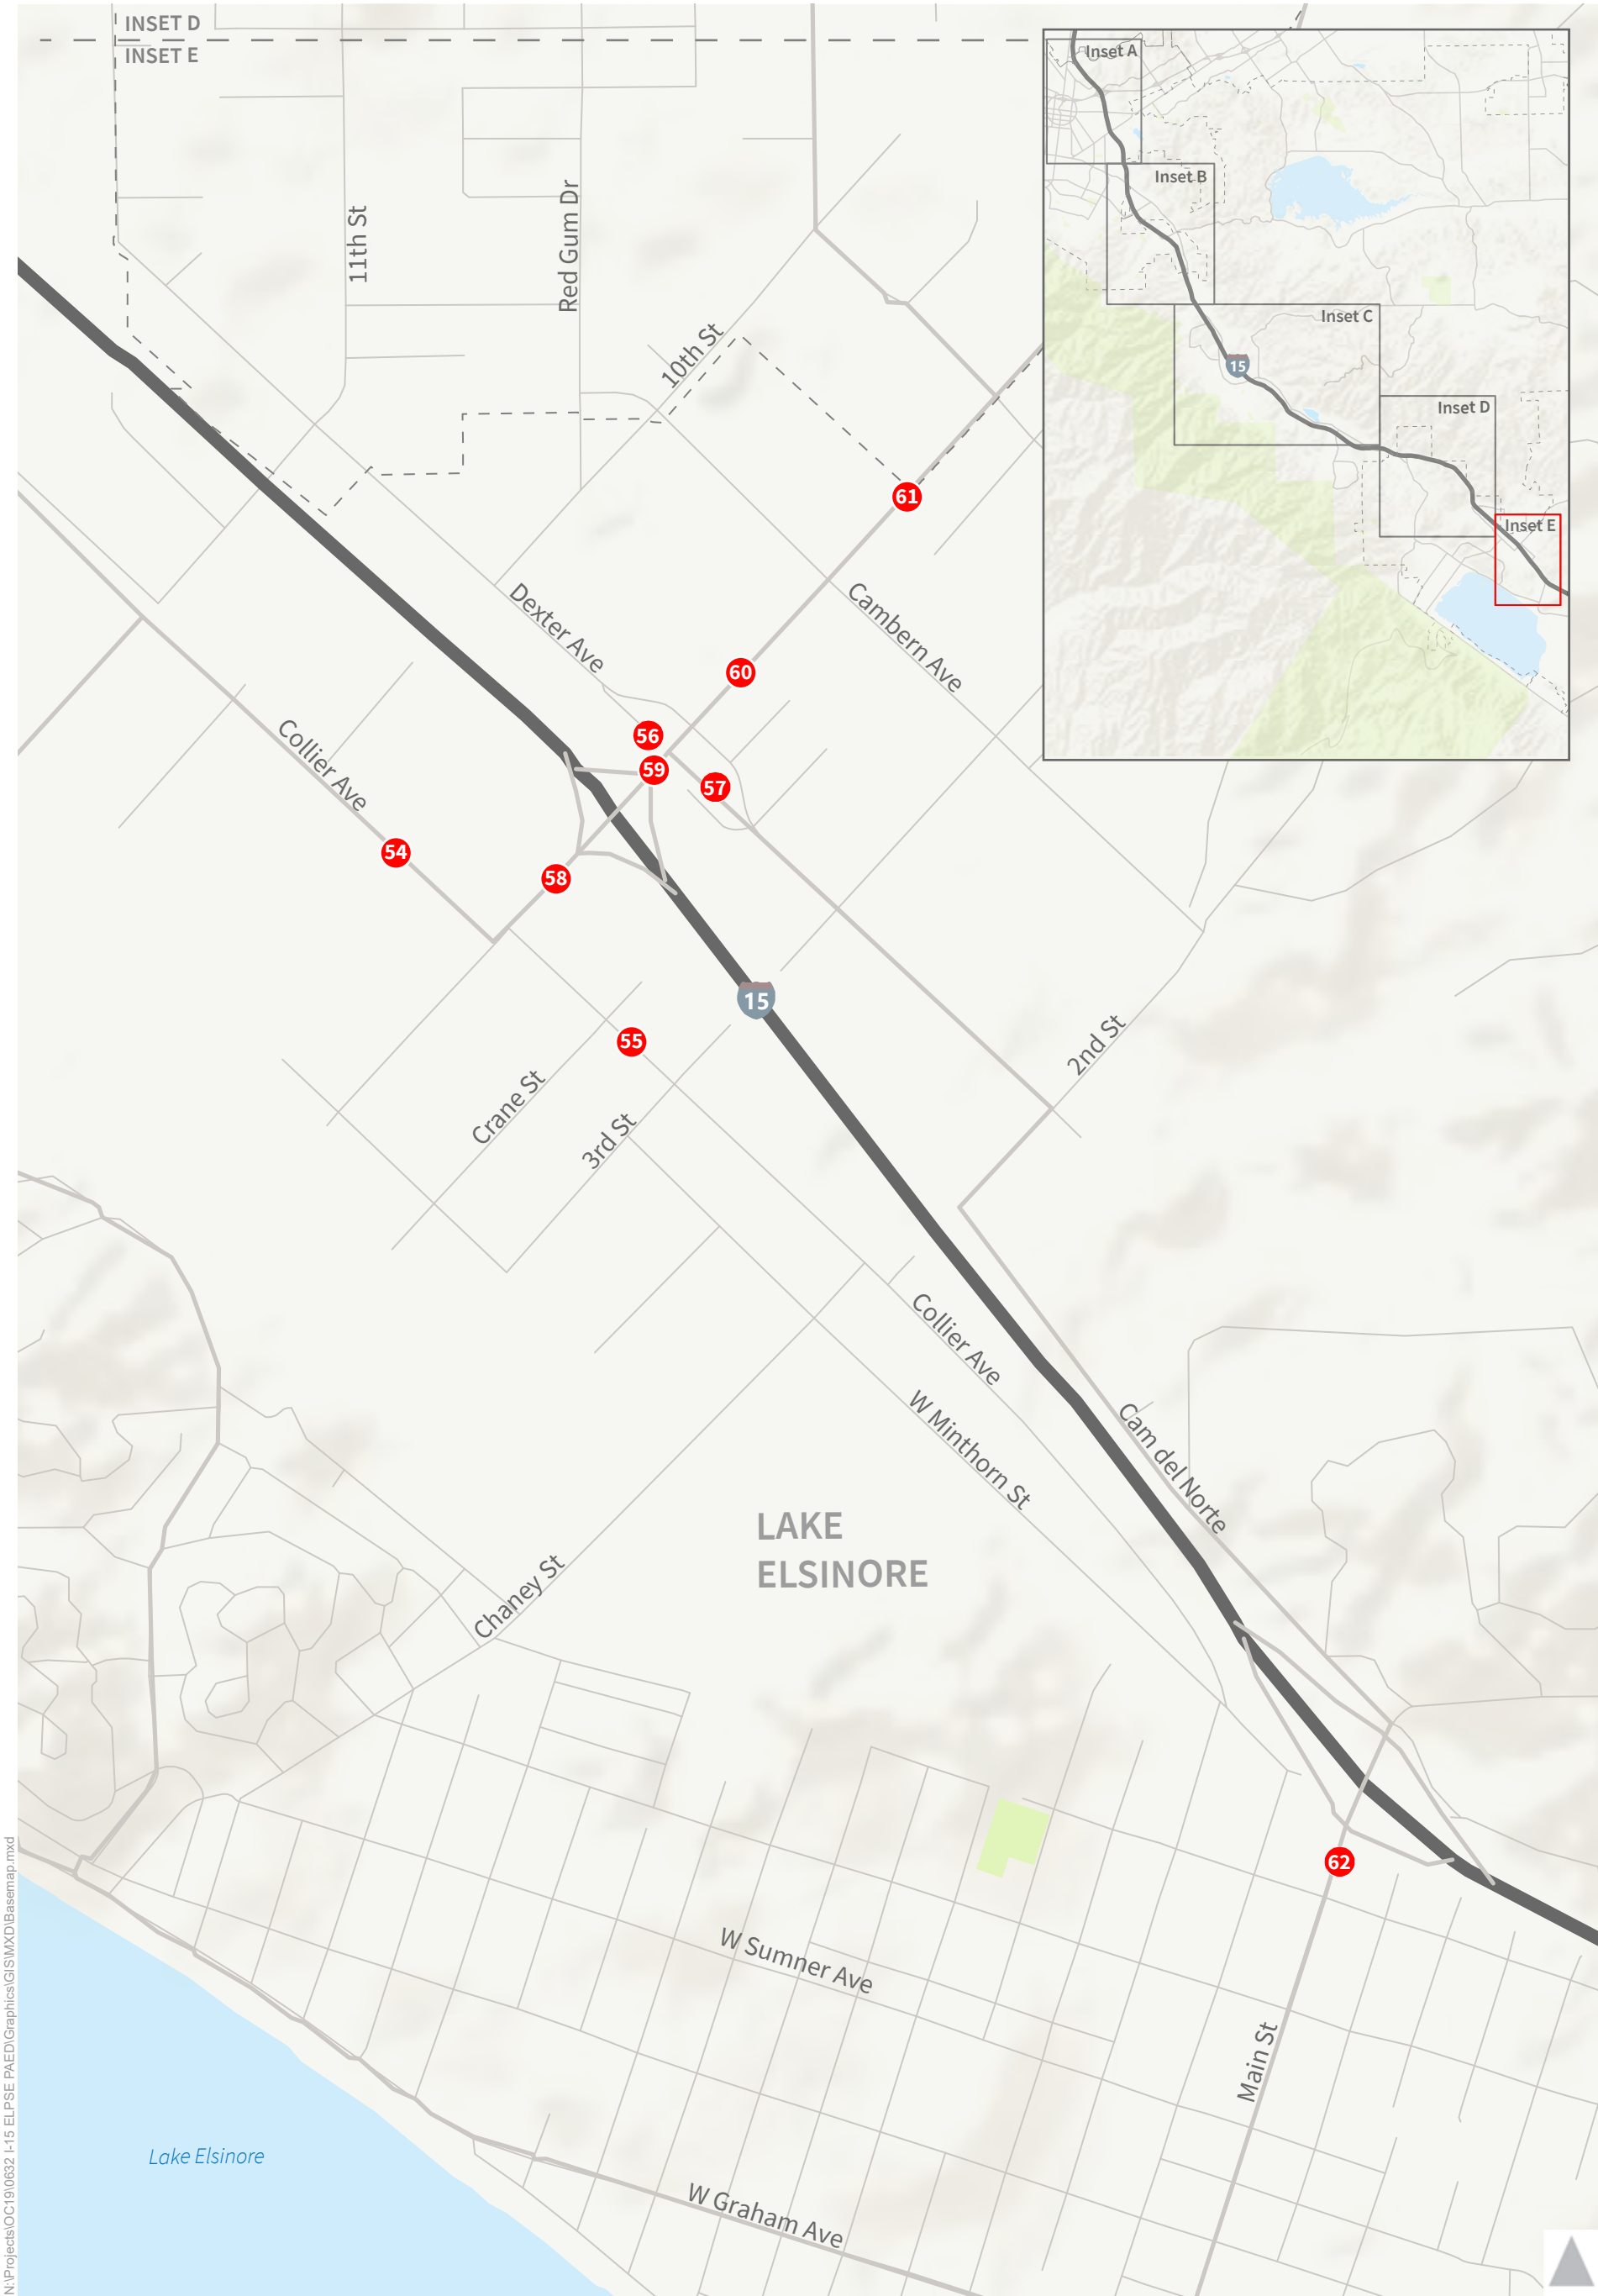 INSET D
INSET E
Inset A
Inset B
Inset C
15
Inset D
Inset E
11th St
Red Gum Dr
10th St
61
Dexter Ave
Cambern Ave
60
56
59
57
Collier Ave
54
58
15
55
2nd St
Crane St
3rd St
Collier Ave
W Minthorn St
Cam del Norte
LAKE
ELSINORE
Chaney St
62
W Sumner Ave
Main St
Lake Elsinore
W Graham Ave
N:\Projects\OC19\0632 I-15 ELPSE PAED\Graphics\GIS\MXD\Basemap.mxd